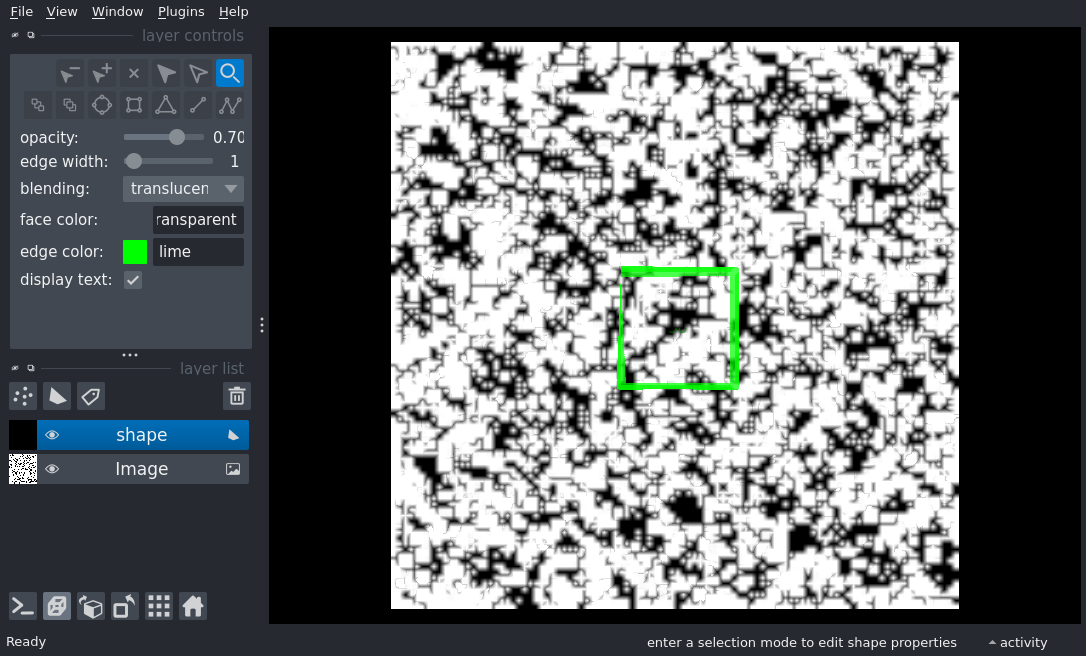 File View Window Plugins Help
layer controls
opacity: 0.70
edge width: 1
blending: translucen
face color: ransparent
edge color: lime
display text:
layer list
shape
Image
Ready
enter a selection mode to edit shape properties
activity